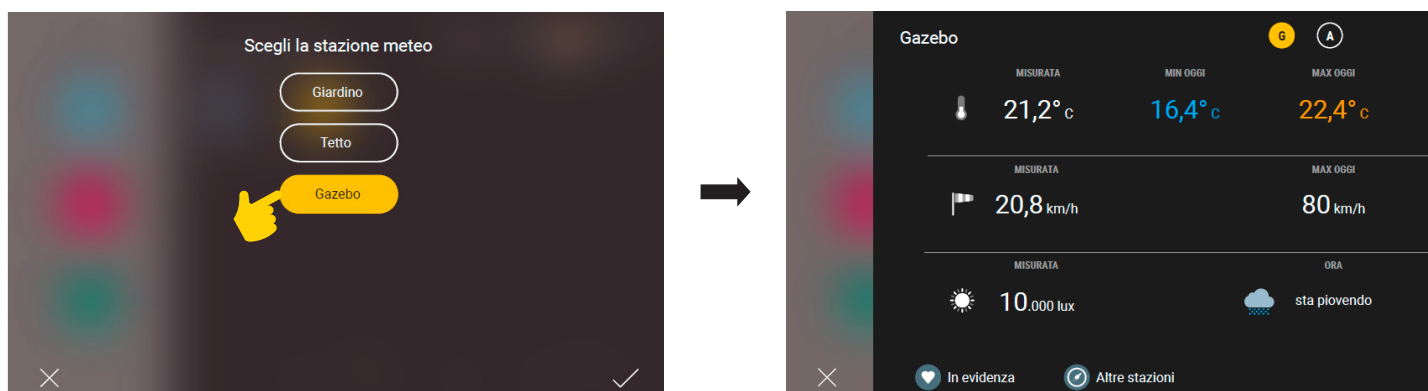 Scegli la stazione meteo
Giardino
Tetto
Gazebo
Gazebo
G A
MISURATA MIN OGGI MAX OGGI
21,2° C 16,4° C 22,4° C
MISURATA MAX OGGI
20,8 km/h 80 km/h
MISURATA ORA
10.000 lux sta piovendo
In evidenza Altre stazioni